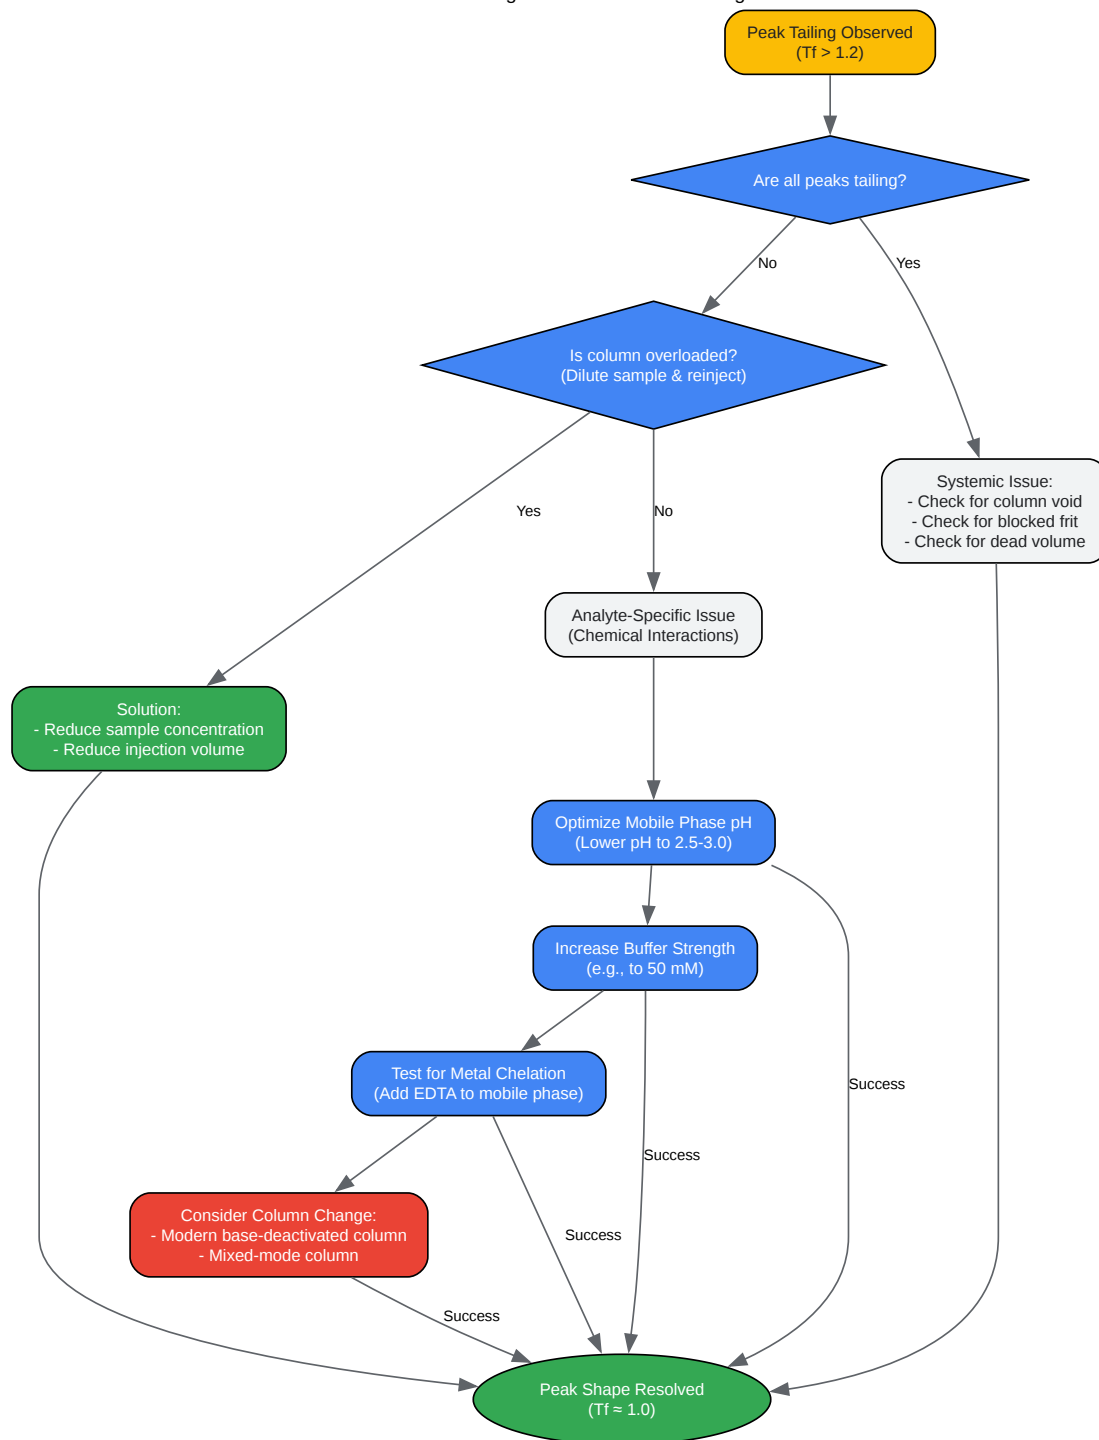 Peak Tailing Observed
(Tf > 1.2)
Are all peaks tailing?
No
Yes
Is column overloaded?
(Dilute sample & reinject)
Systemic Issue:
- Check for column void
- Check for blocked frit
- Check for dead volume
Yes
No
Analyte-Specific Issue
(Chemical Interactions)
Solution:
- Reduce sample concentration
- Reduce injection volume
Optimize Mobile Phase pH
(Lower pH to 2.5-3.0)
Increase Buffer Strength
(e.g., to 50 mM)
Test for Metal Chelation
(Add EDTA to mobile phase)
Success
Success
Consider Column Change:
- Modern base-deactivated column
- Mixed-mode column
Success
Success
Peak Shape Resolved
(Tf ≈ 1.0)